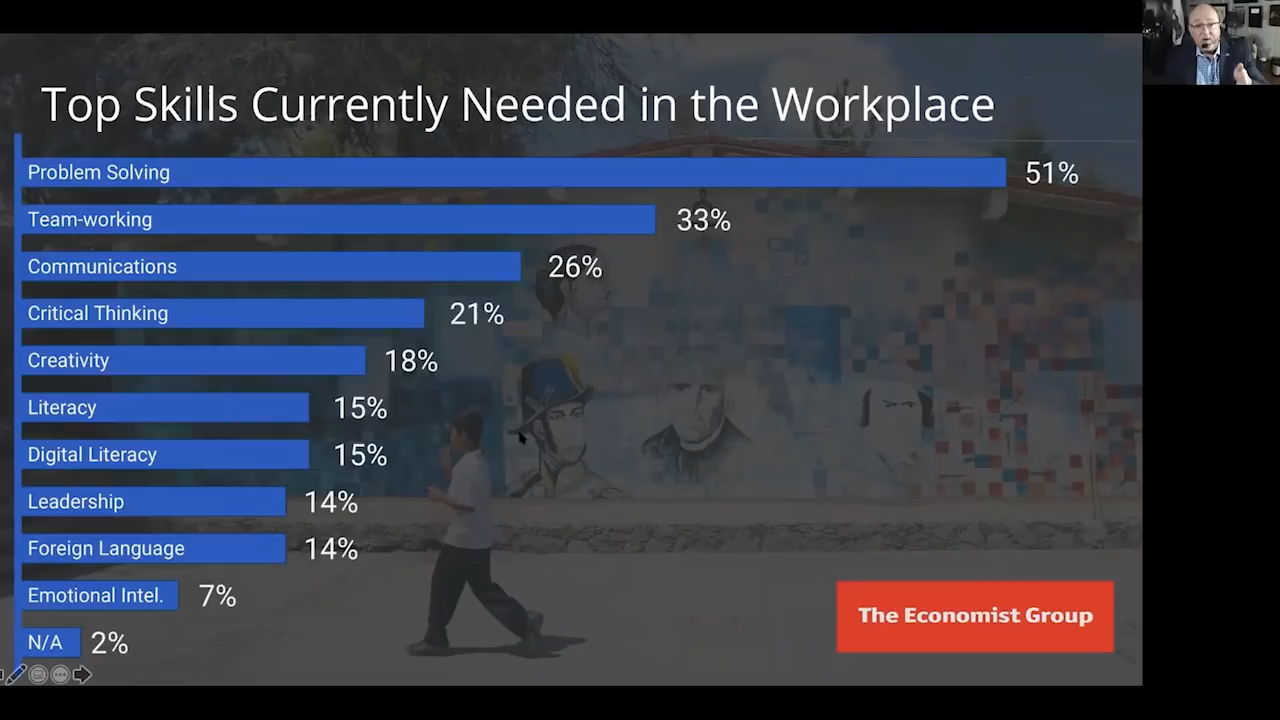 Top Skills Currently Needed in the Workplace
Problem Solving 51%
Team-working 33%
Communications 26%
Critical Thinking 21%
Creativity 18%
Literacy 15%
Digital Literacy 15%
Leadership 14%
Foreign Language 14%
Emotional Intel. 7%
N/A 2%
The Economist Group